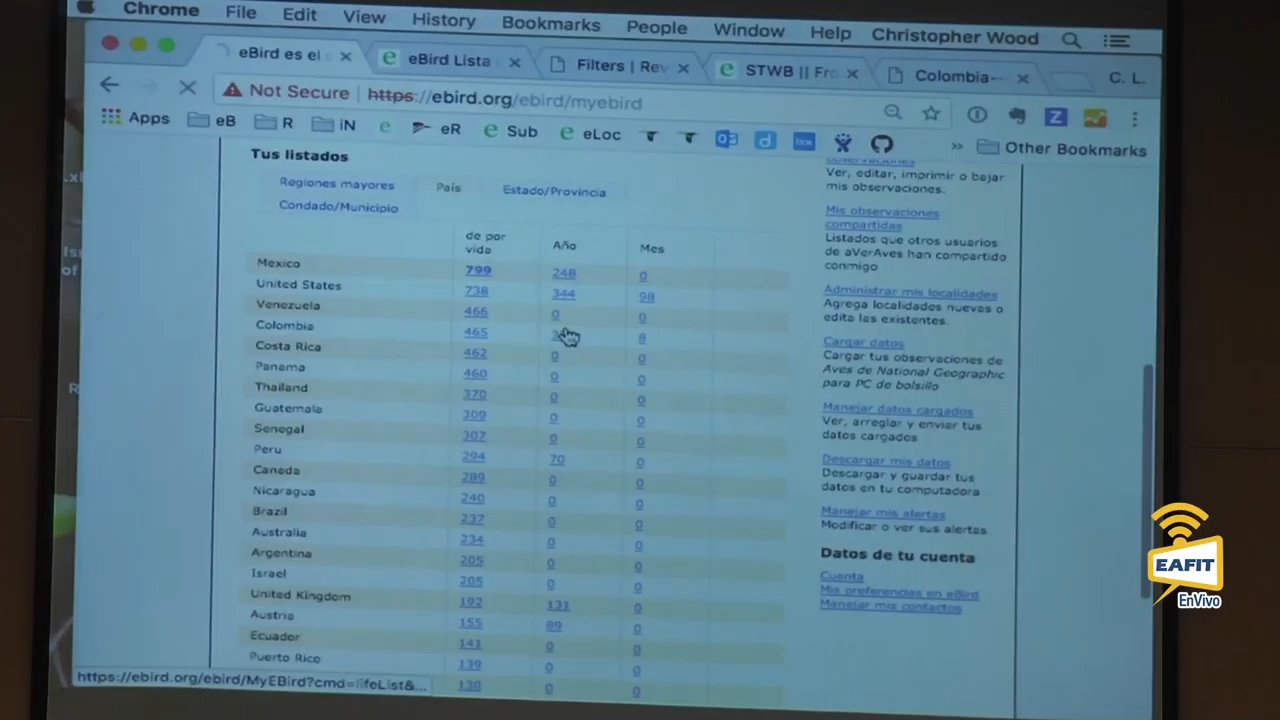 Chrome File Edit View History Bookmarks People Window Help Christopher Wood
eBird es el eBird Lista Filters | Rev STWB || Fro Colombia— C. L.
Not Secure | https://ebird.org/ebird/myebird
Apps eB R iN eR Sub eLoc Other Bookmarks
Tus listados
Regiones mayores País Estado/Provincia
Condado/Municipio
de por vida Año Mes
Mexico 799 248 0
United States 738 344 98
Venezuela 466 0 0
Colombia 465 8
Costa Rica 462 0 0
Panama 460 0 0
Thailand 370 0 0
Guatemala 309 0 0
Senegal 307 0 0
Peru 294 70 0
Canada 289 0 0
Nicaragua 240 0 0
Brazil 237 0 0
Australia 234 0 0
Argentina 205 0 0
Israel 205 0 0
United Kingdom 192 131 0
Austria 155 89 0
Ecuador 141 0 0
Puerto Rico 139 0 0
130 0 0
https://ebird.org/ebird/MyEBird?cmd=lifeList&...
Observaciones
Ver, editar, imprimir o bajar
mis observaciones.
Mis observaciones
compartidas
Listados que otros usuarios
de aVerAves han compartido
conmigo
Administrar mis localidades
Agrega localidades nuevas o
edita las existentes.
Cargar datos
Cargar tus observaciones de
Aves de National Geographic
para PC de bolsillo
Manejar datos cargados
Ver, arreglar y enviar tus
datos cargados
Descargar mis datos
Descargar y guardar tus
datos en tu computadora
Manejar mis alertas
Modificar o ver sus alertas
Datos de tu cuenta
Cuenta
Mis preferencias en eBird
Manejar mis contactos
EAFIT
EnVivo